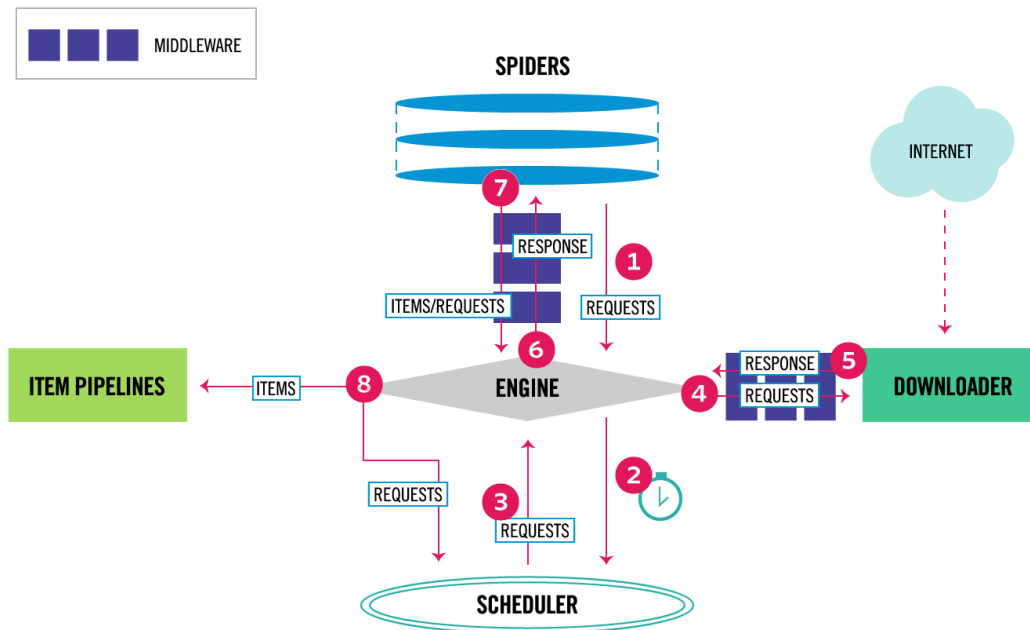 MIDDLEWARE
SPIDERS
INTERNET
7
RESPONSE
1
ITEMS/REQUESTS
REQUESTS
6
RESPONSE
5
ITEM PIPELINES
ITEMS
8
ENGINE
4
REQUESTS
DOWNLOADER
2
REQUESTS
3
REQUESTS
SCHEDULER